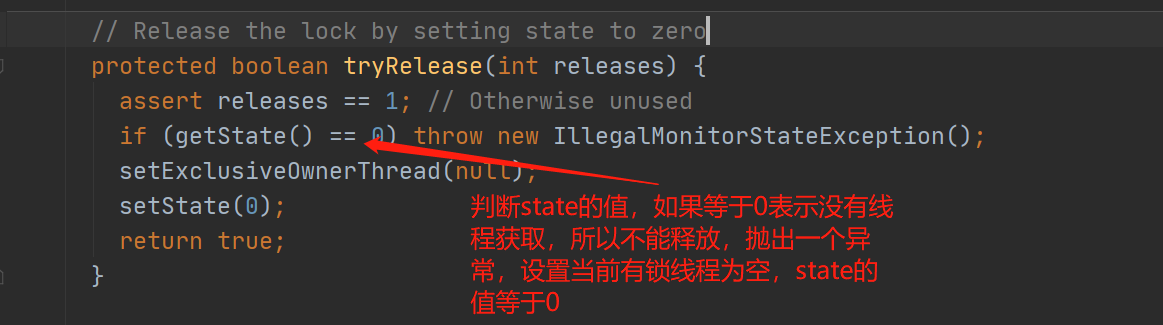 // Release the lock by setting state to zero
protected boolean tryRelease(int releases) {
assert releases == 1; // Otherwise unused
if (getState() == 0) throw new IllegalMonitorStateException();
setExclusiveOwnerThread(null);
setState(0);
return true;
}
判断state的值，如果等于0表示没有线
程获取，所以不能释放，抛出一个异
常，设置当前有锁线程为空，state的
值等于0